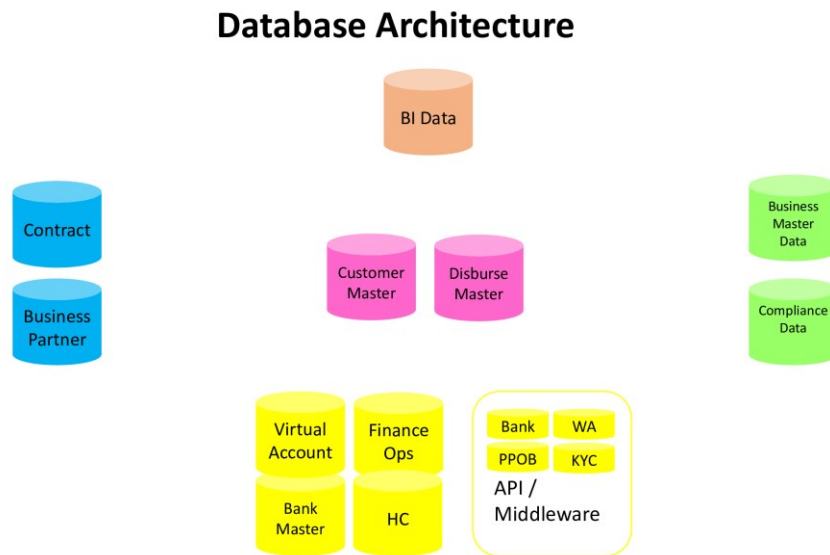 Database Architecture
BI Data
Contract
Business
Partner
Customer
Master
Disburse
Master
Business
Master
Data
Compliance
Data
Virtual
Account
Finance
Ops
Bank
Master
HC
Bank
WA
PPOB
KYC
API /
Middleware